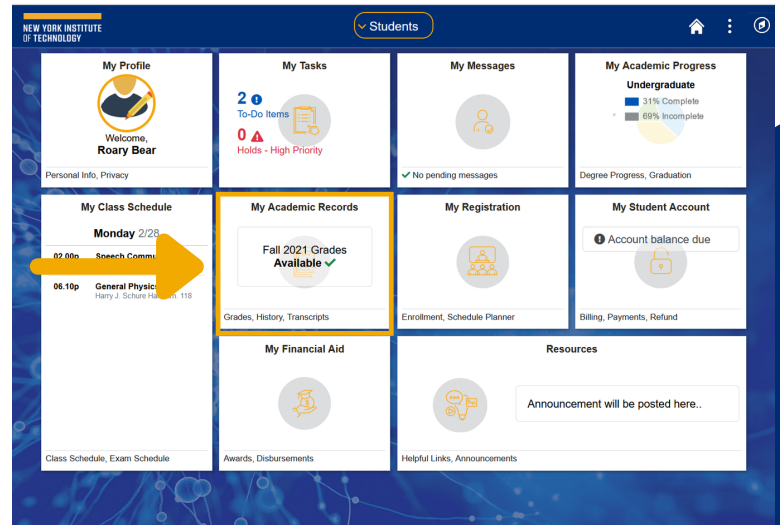 NEW YORK INSTITUTE
OF TECHNOLOGY
Students
My Profile
Welcome,
Roary Bear
Personal Info, Privacy
My Tasks
2
To-Do Items
0
Holds - High Priority
My Messages
No pending messages
My Academic Progress
Undergraduate
31% Complete
69% Incomplete
Degree Progress, Graduation
My Class Schedule
Monday 2/28
02.00p
06.10p General Physics
Harry J. Schure 118
Class Schedule, Exam Schedule
My Academic Records
Fall 2021 Grades
Available
Grades, History, Transcripts
My Registration
Enrollment, Schedule Planner
My Student Account
Account balance due
Billing, Payments, Refund
My Financial Aid
Awards, Disbursements
Resources
Announcement will be posted here..
Helpful Links, Announcements